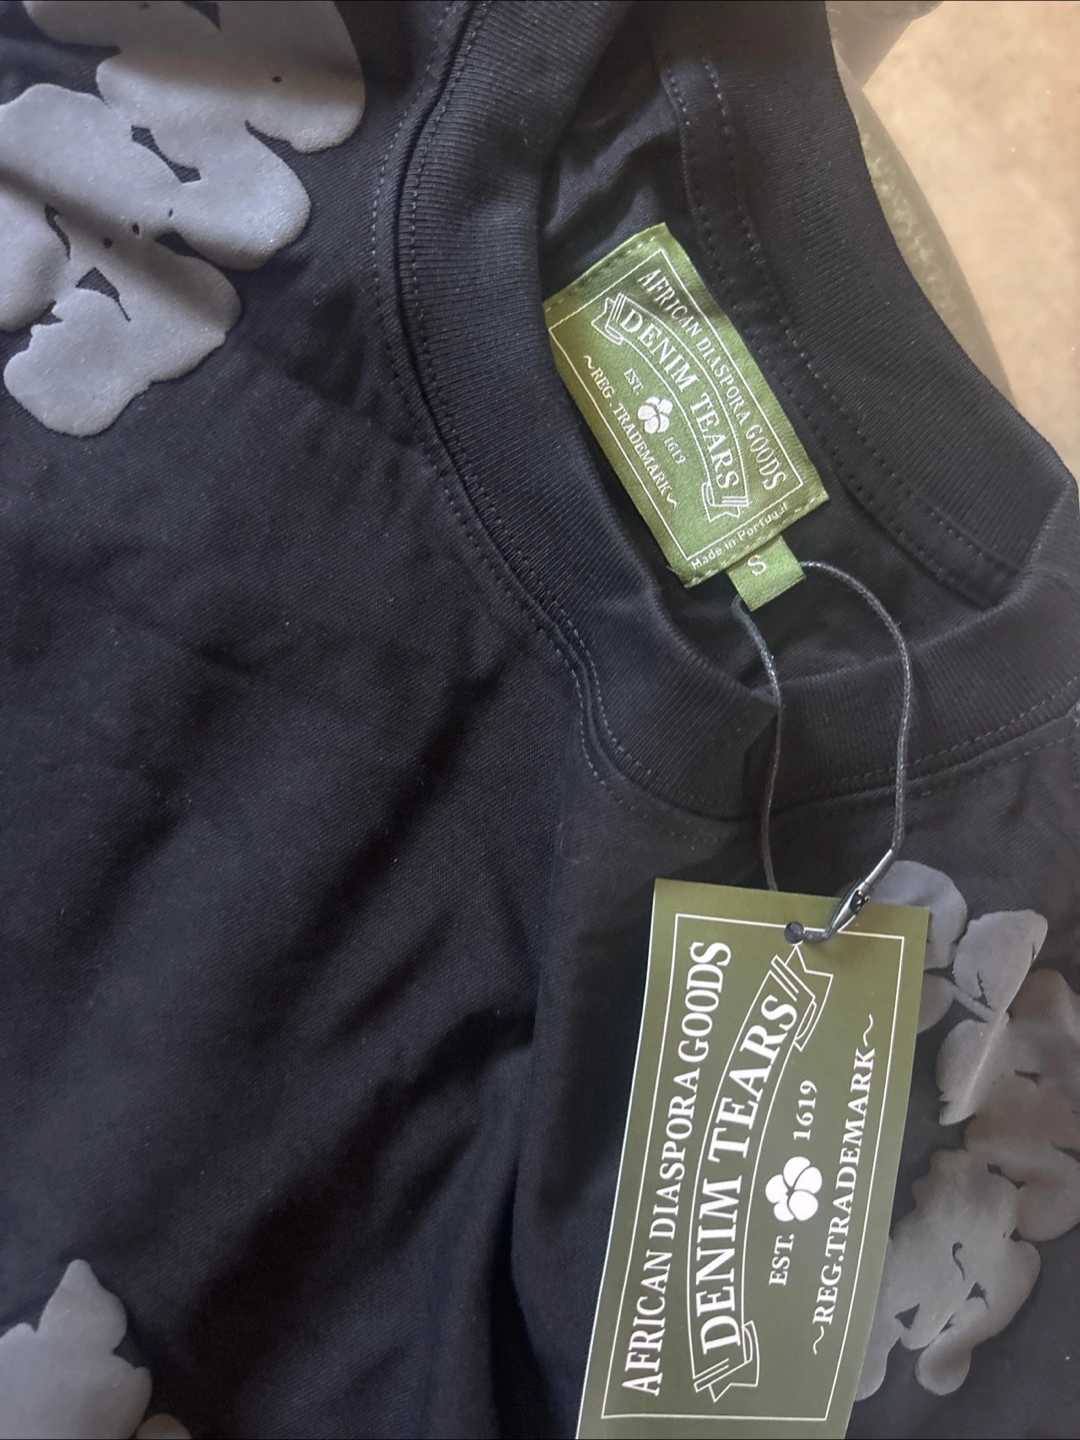 AFRICAN DIASPORA GOODS
DENIM TEARS
EST. 1619
~REG. TRADEMARK~
Made in Portugal
S
AFRICAN DIASPORA GOODS
DENIM TEARS
EST. 1619
~REG.TRADEMARK~